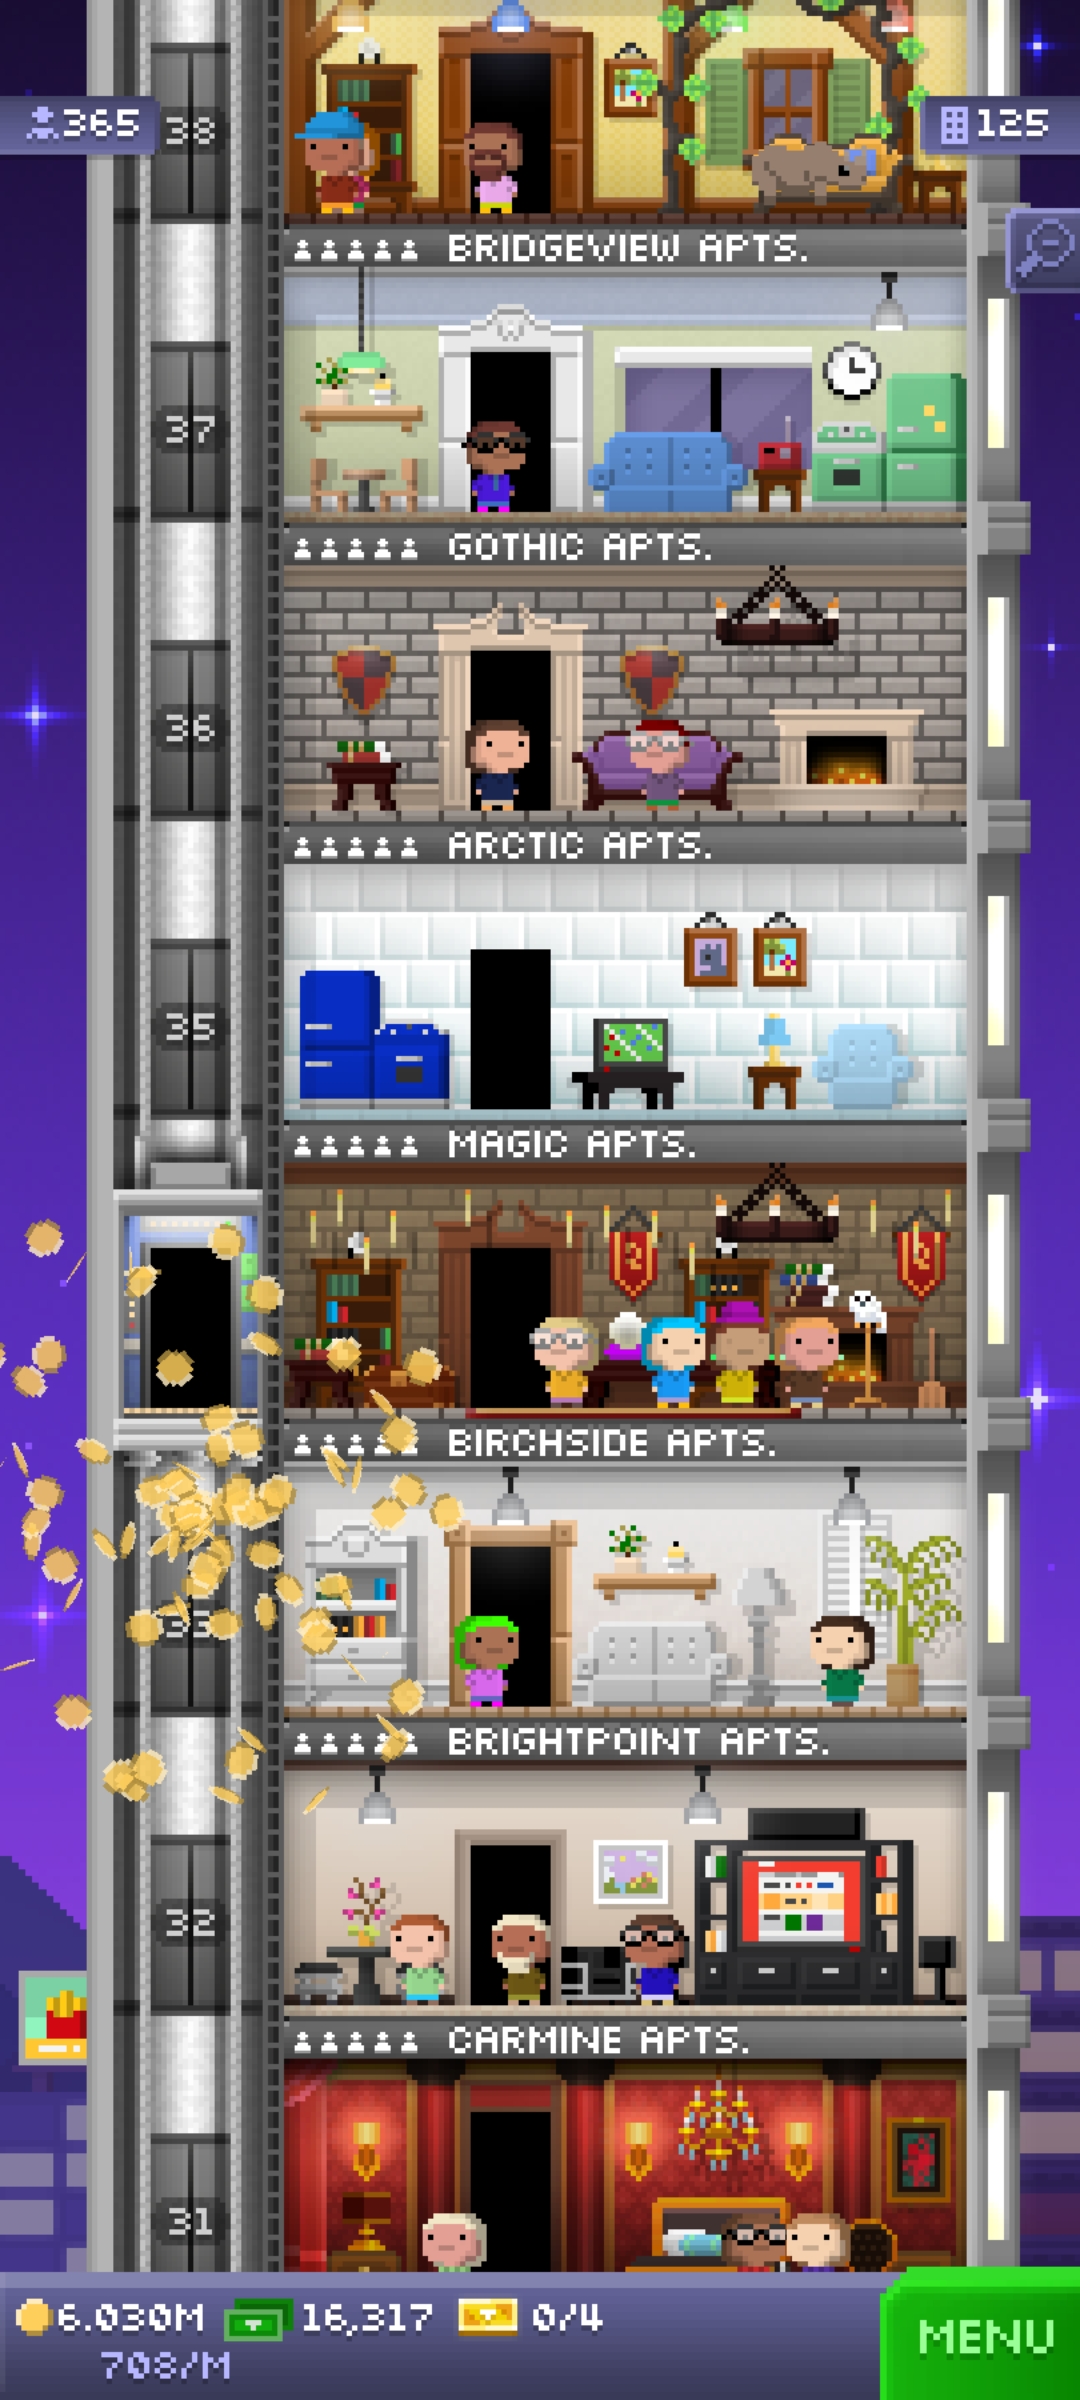 365
125
38
BRIDGEVIEW APTS.
37
GOTHIC APTS.
36
ARCTIC APTS.
35
MAGIC APTS.
BIRCHSIDE APTS.
33
BRIGHTPOINT APTS.
32
CARMINE APTS.
31
6.030M
16,317
0/4
708/M
MENU